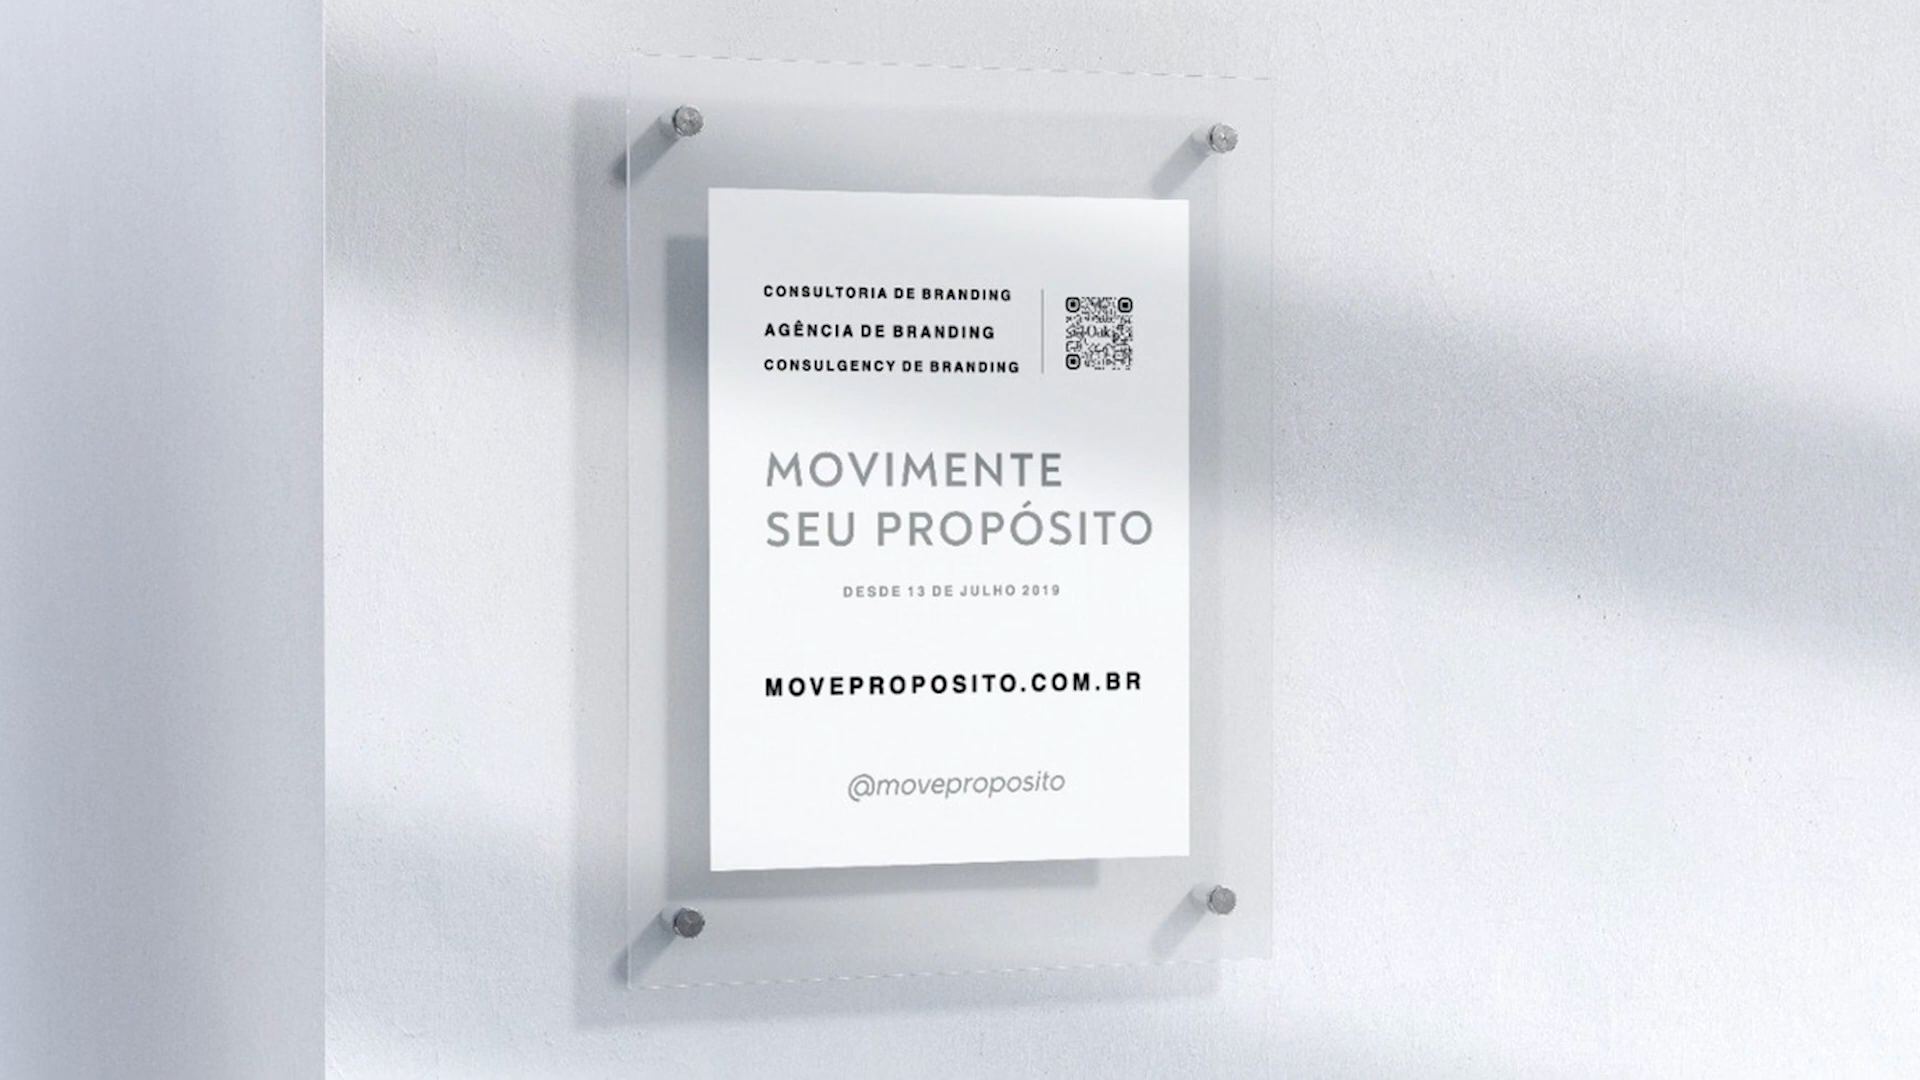 CONSULTORIA DE BRANDING
AGÊNCIA DE BRANDING
CONSULGENCY DE BRANDING
Oak
MOVIMENTE
SEU PROPÓSITO
DESDE 13 DE JULHO 2019
MOVEPROPOSITO.COM.BR
@moveproposito